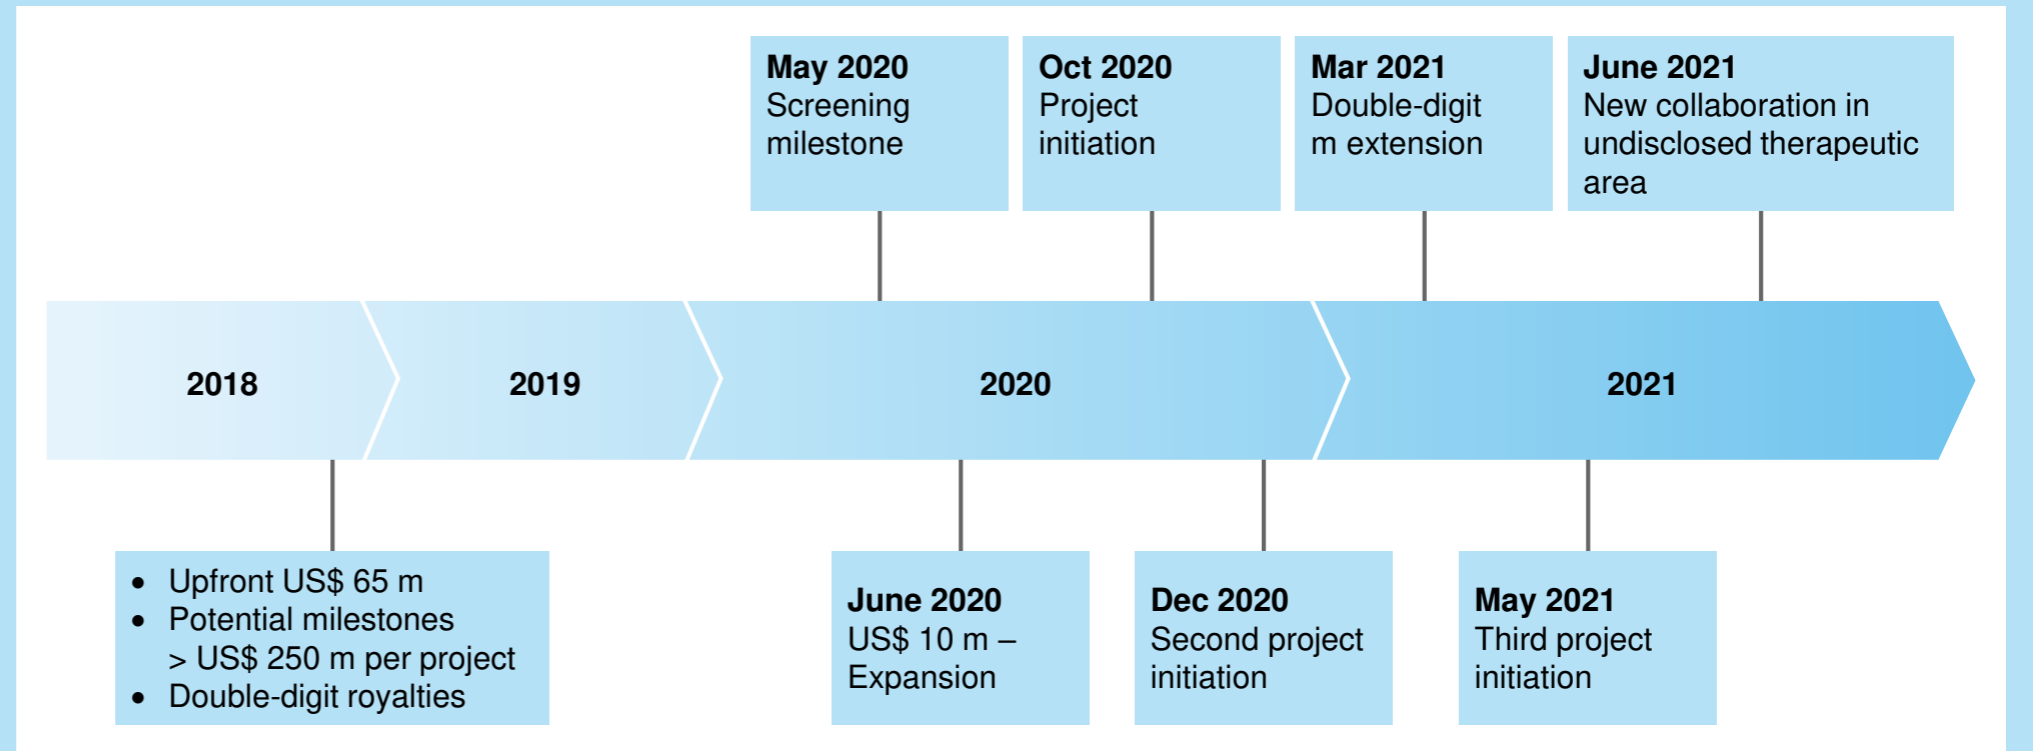 May 2020
Screening
milestone
Oct 2020
Project
initiation
Mar 2021
Double-digit
m extension
June 2021
New collaboration in
undisclosed therapeutic
area
2018
2019
2020
2021
• Upfront US$ 65 m
• Potential milestones
> US$ 250 m per project
• Double-digit royalties
June 2020
US$ 10 m –
Expansion
Dec 2020
Second project
initiation
May 2021
Third project
initiation